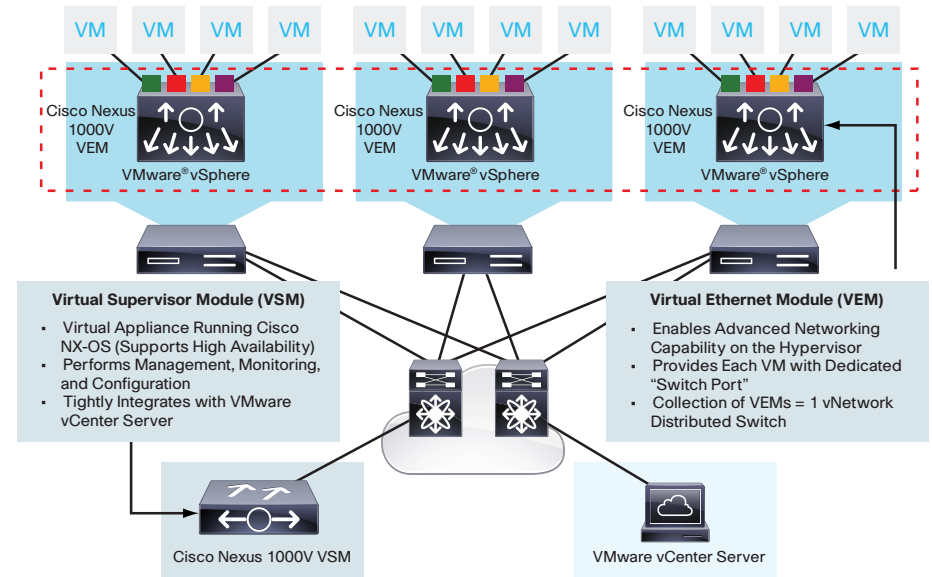 VM VM VM VM VM VM VM VM VM VM VM VM
Cisco Nexus
1000V
VEM
VMware® vSphere
Cisco Nexus
1000V
VEM
VMware® vSphere
Cisco Nexus
1000V
VEM
VMware® vSphere
Virtual Supervisor Module (VSM)
▪ Virtual Appliance Running Cisco
NX-OS (Supports High Availability)
▪ Performs Management, Monitoring,
and Configuration
▪ Tightly Integrates with VMware
vCenter Server
Virtual Ethernet Module (VEM)
▪ Enables Advanced Networking
Capability on the Hypervisor
▪ Provides Each VM with Dedicated
“Switch Port”
▪ Collection of VEMs = 1 vNetwork
Distributed Switch
Cisco Nexus 1000V VSM
VMware vCenter Server